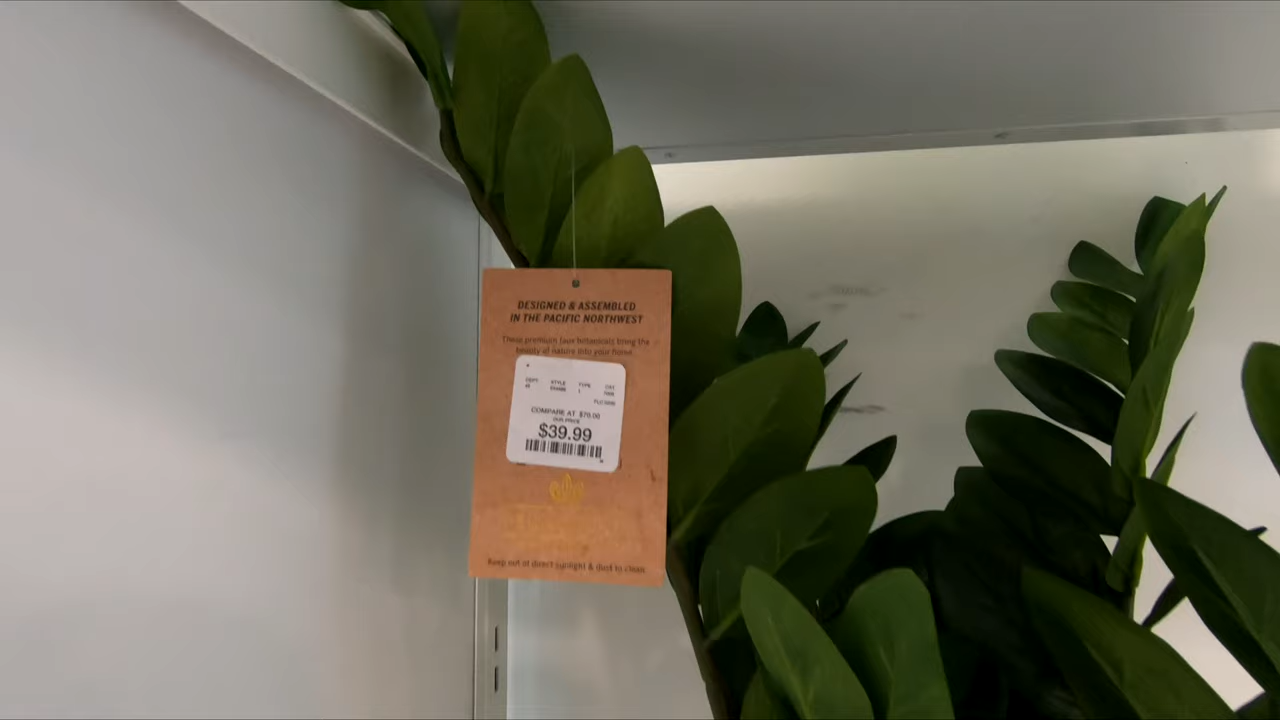 DESIGNED & ASSEMBLED
IN THE PACIFIC NORTHWEST
These premium faux botanicals bring the
beauty of nature into your home.
DEPT STYLE TYPE CAT
COMPARE AT $70.00
OUR PRICE
$39.99
Keep out of direct sunlight & dust to clean.